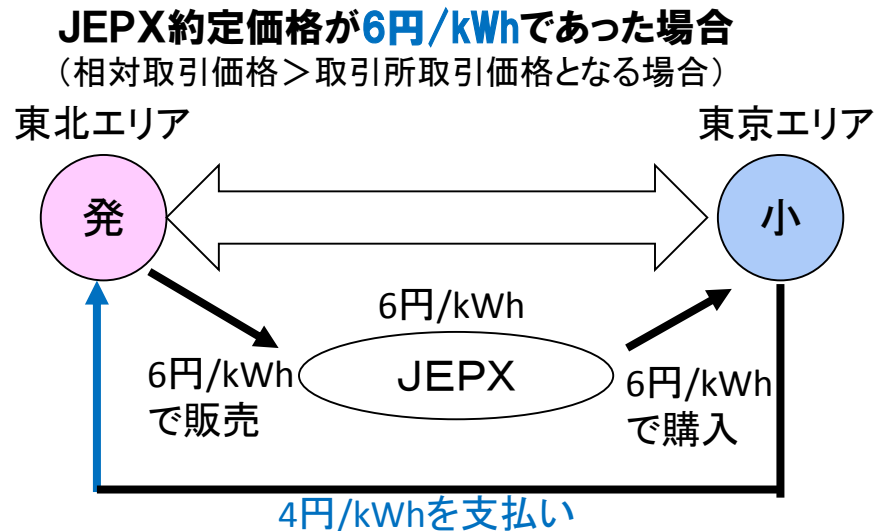 JEPX約定価格が6円/kWhであった場合
（相対取引価格＞取引所取引価格となる場合）
東北エリア
東京エリア
発
小
6円/kWh
JEPX
6円/kWh
で販売
6円/kWh
で購入
4円/kWhを支払い